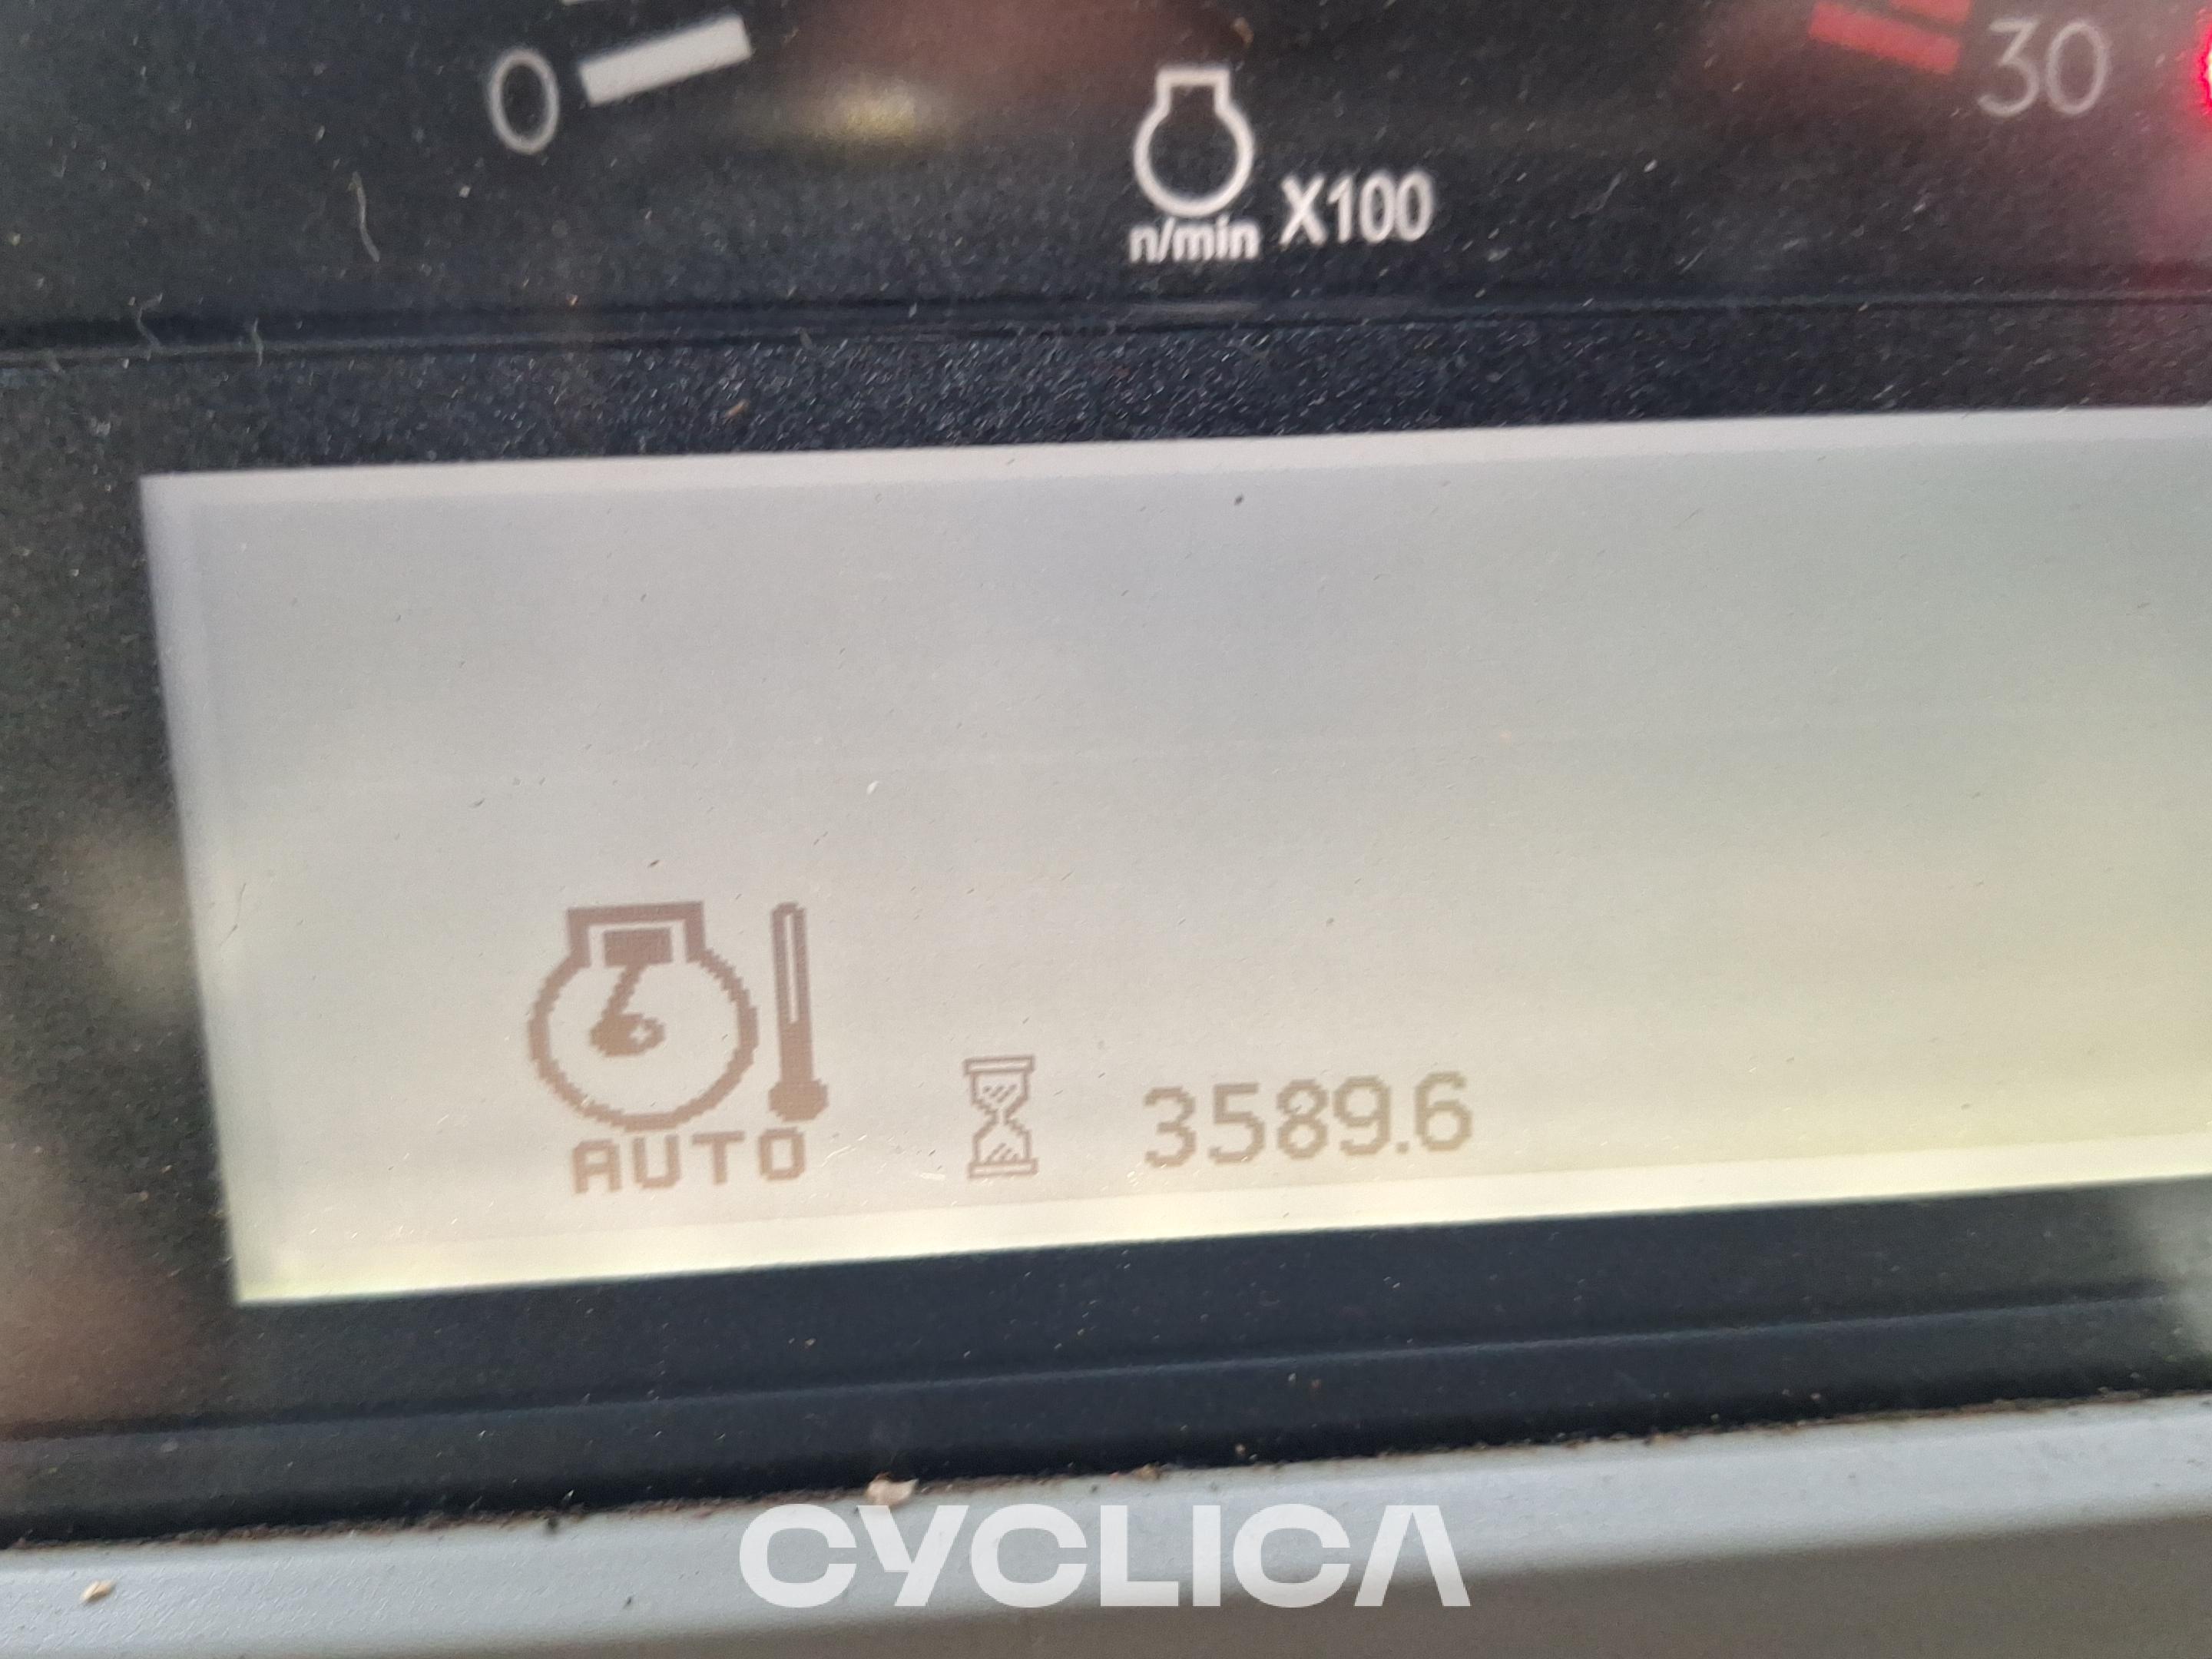 0
30
n/min X100
AUTO
3589.6
CYCLICA